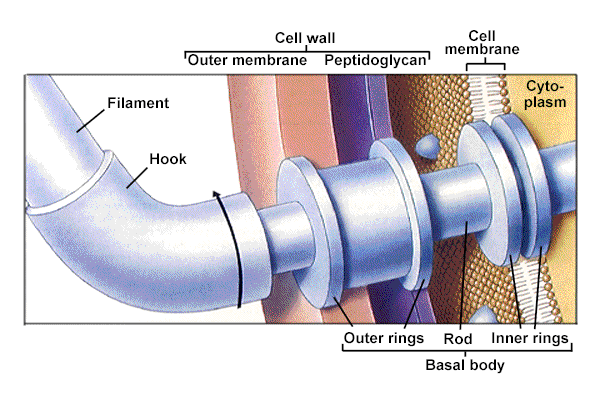 Cell wall
Outer membrane Peptidoglycan
Cell
membrane
Cyto-
plasm
Filament
Hook
Outer rings Rod Inner rings
Basal body